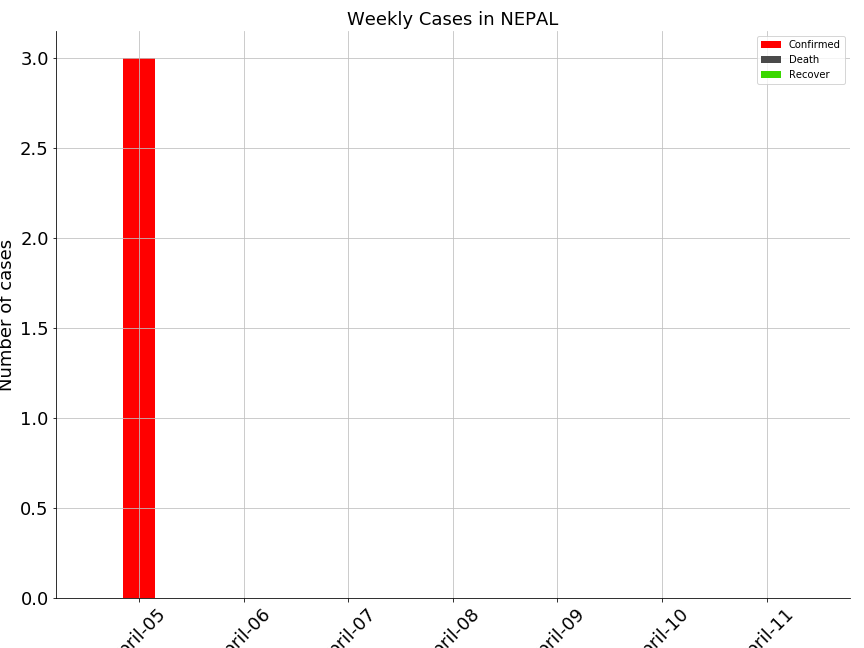 Weekly Cases in NEPAL
Confirmed
Death
Recover
Number of cases
3.0
2.5
2.0
1.5
1.0
0.5
0.0
pril-05
pril-06
pril-07
pril-08
pril-09
pril-10
pril-11